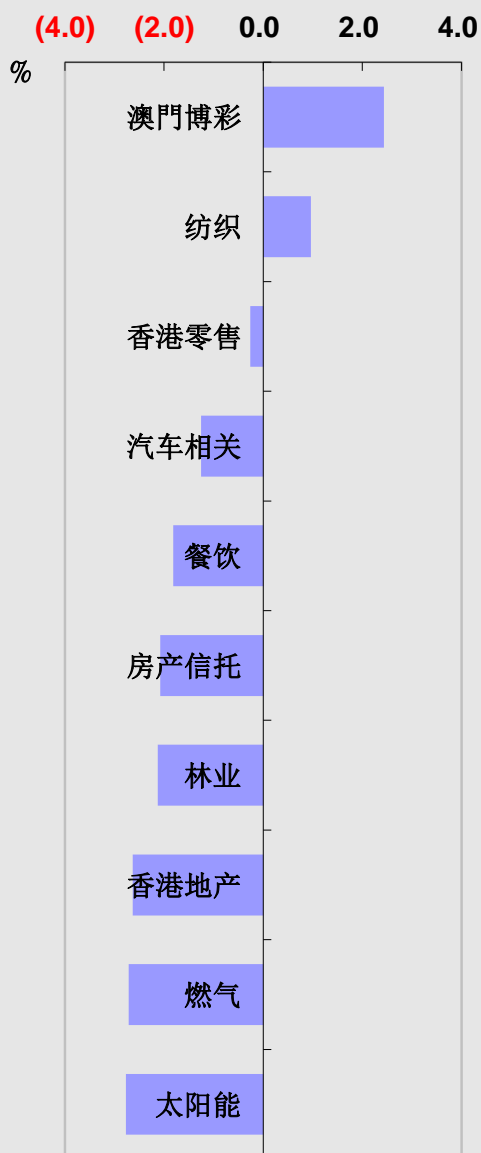 (4.0) (2.0) 0.0 2.0 4.0
%
澳門博彩
纺织
香港零售
汽车相关
餐饮
房产信托
林业
香港地产
燃气
太阳能